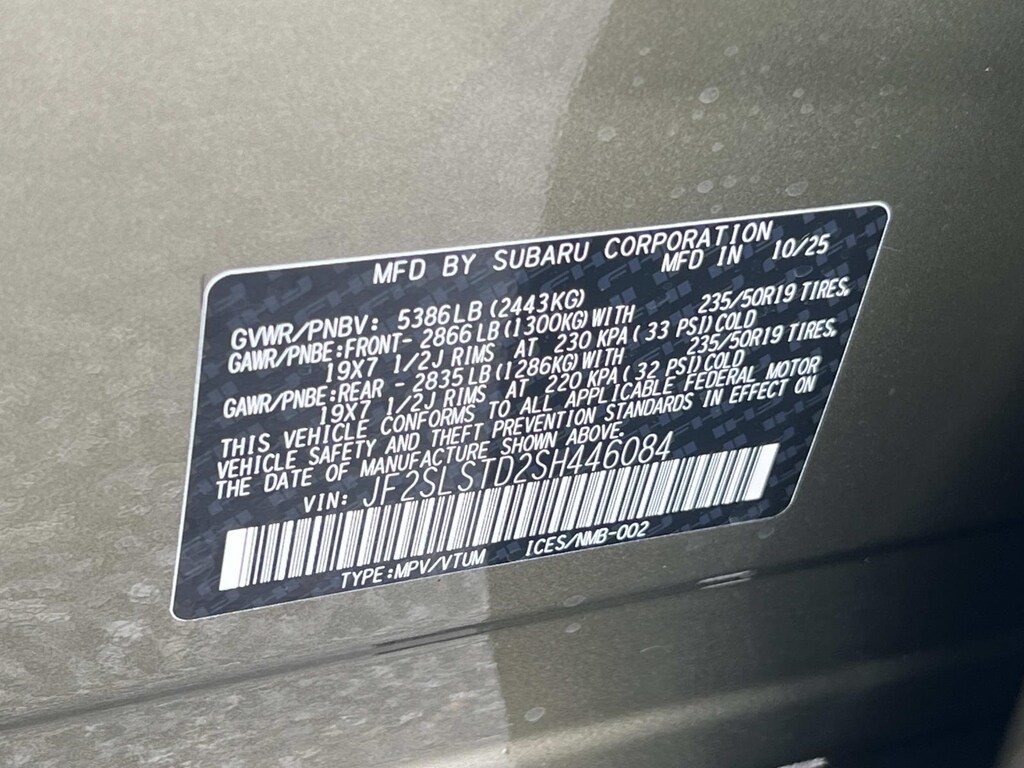 MFD BY SUBARU CORPORATION
MFD IN 10/25
GVWR/PNBV: 5386LB(2443KG)
GAWR/PNBE:FRONT- 2866LB(1300KG)WITH 235/50R19 TIRES,
19X7 1/2J RIMS AT 230 KPA(33 PSI)COLD
GAWR/PNBE:REAR - 2835LB(1286KG)WITH 235/50R19 TIRES,
19X7 1/2J RIMS AT 220 KPA(32 PSI)COLD
THIS VEHICLE CONFORMS TO ALL APPLICABLE FEDERAL MOTOR
VEHICLE SAFETY AND THEFT PREVENTION STANDARDS IN EFFECT ON
THE DATE OF MANUFACTURE SHOWN ABOVE.
VIN: JF2SLSTD2SH446084
TYPE:MPV/VTUM ICES/NMB-002